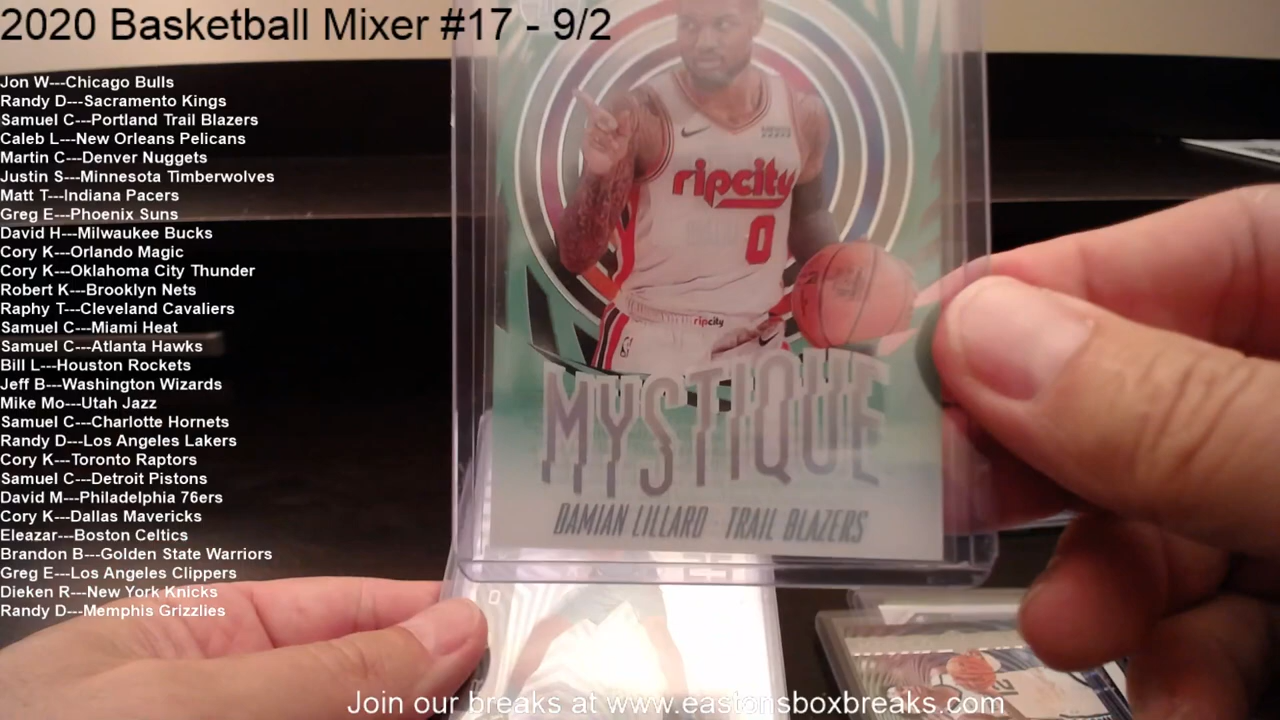 2020 Basketball Mixer #17 - 9/2
Jon W---Chicago Bulls
Randy D---Sacramento Kings
Samuel C---Portland Trail Blazers
Caleb L---New Orleans Pelicans
Martin C---Denver Nuggets
Justin S---Minnesota Timberwolves
Matt T---Indiana Pacers
Greg E---Phoenix Suns
David H---Milwaukee Bucks
Cory K---Orlando Magic
Cory K---Oklahoma City Thunder
Robert K---Brooklyn Nets
Raphy T---Cleveland Cavaliers
Samuel C---Miami Heat
Samuel C---Atlanta Hawks
Bill L---Houston Rockets
Jeff B---Washington Wizards
Mike Mo---Utah Jazz
Samuel C---Charlotte Hornets
Randy D---Los Angeles Lakers
Cory K---Toronto Raptors
Samuel C---Detroit Pistons
David M---Philadelphia 76ers
Cory K---Dallas Mavericks
Eleazar---Boston Celtics
Brandon B---Golden State Warriors
Greg E---Los Angeles Clippers
Dieken R---New York Knicks
Randy D---Memphis Grizzlies
ripcity
0
ripcity
MYSTIQUE
DAMIAN LILLARD TRAIL BLAZERS
Join our breaks at www.eastonsboxbreaks.com